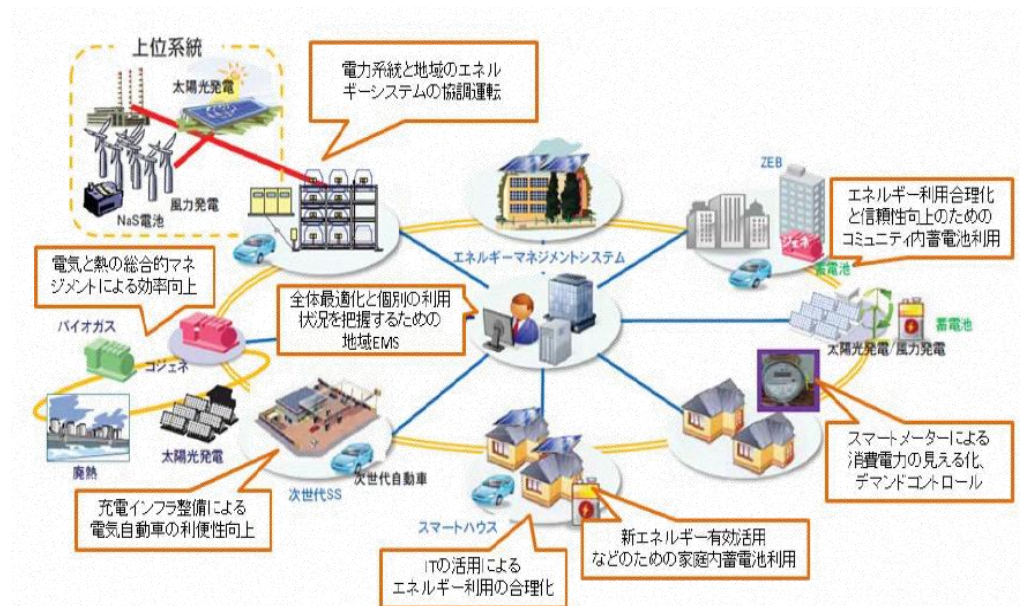 上位系統
太陽光発電
風力発電
NaS電池
電力系統と地域のエネル
ギーシステムの協調運転
ZEB
ジェネ
蓄電池
エネルギー利用合理化
と信頼性向上のための
コミュニティ内蓄電池利用
エネルギーマネジメントシステム
電気と熱の総合的マネ
ジメントによる効率向上
全体最適化と個別の利用
状況を把握するための
地域EMS
バイオガス
コジェネ
廃熱
太陽光発電
蓄電池
太陽光発電/風力発電
スマートメーターによる
消費電力の見える化、
デマンドコントロール
次世代SS
次世代自動車
充電インフラ整備による
電気自動車の利便性向上
スマートハウス
ITの活用による
エネルギー利用の合理化
新エネルギー有効活用
などのための家庭内蓄電池利用